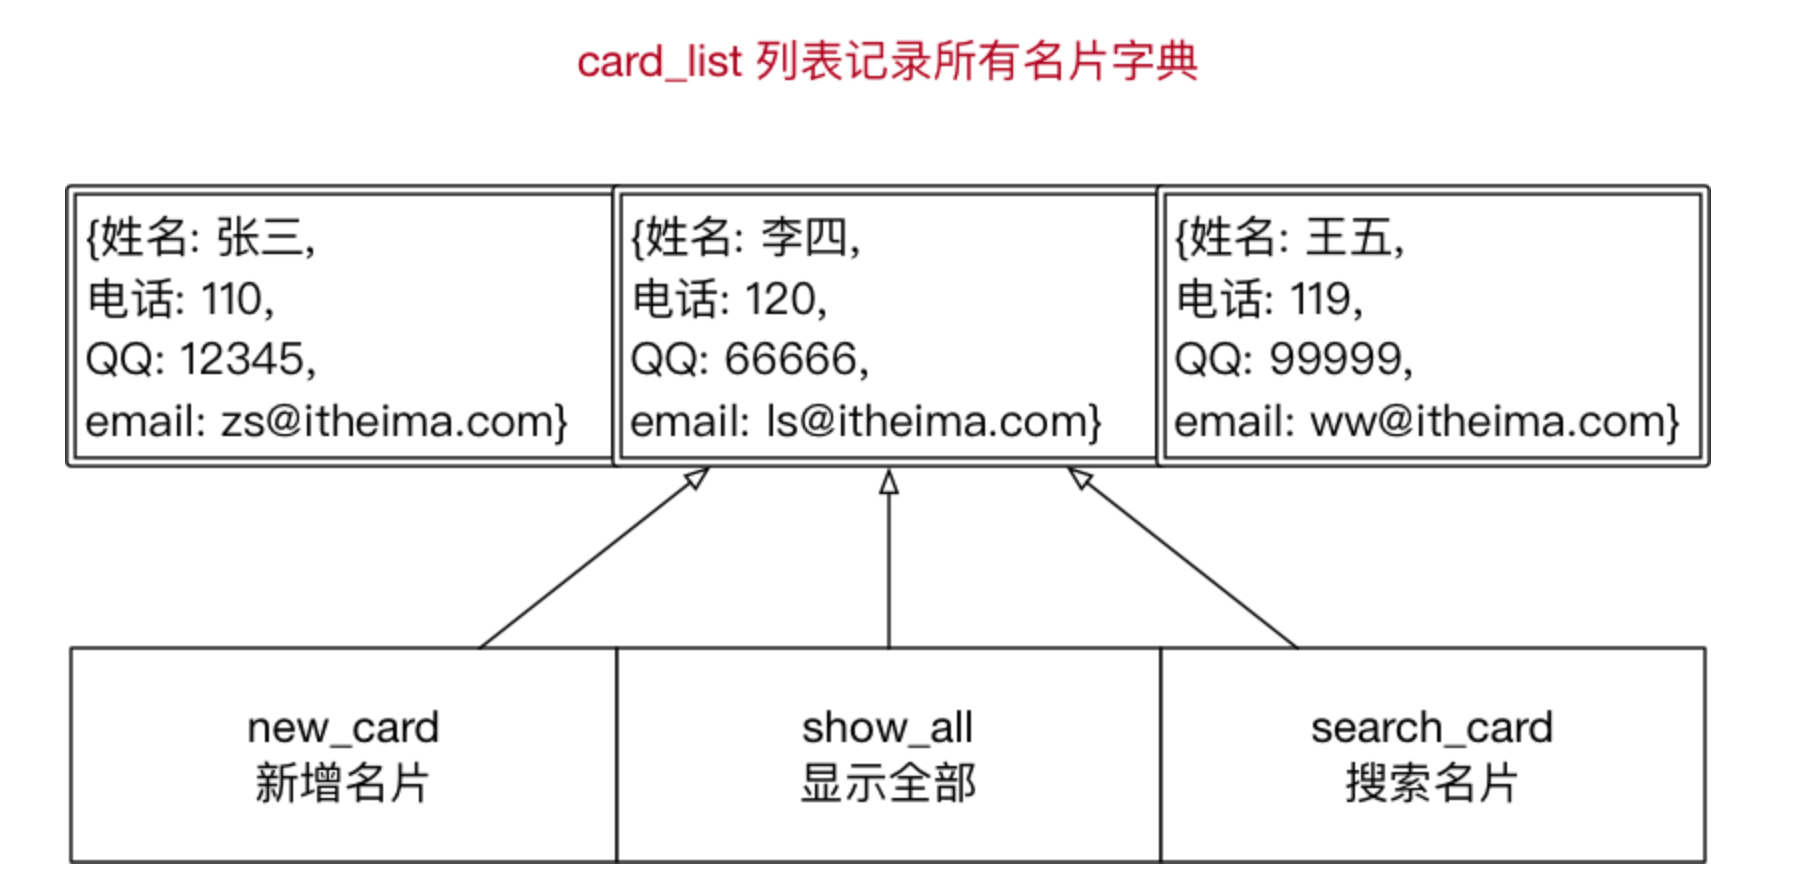 card_list 列表记录所有名片字典
{姓名: 张三,
电话: 110,
QQ: 12345,
email: zs@itheima.com}
{姓名: 李四,
电话: 120,
QQ: 66666,
email: ls@itheima.com}
{姓名: 王五,
电话: 119,
QQ: 99999,
email: ww@itheima.com}
new_card
新增名片
show_all
显示全部
search_card
搜索名片